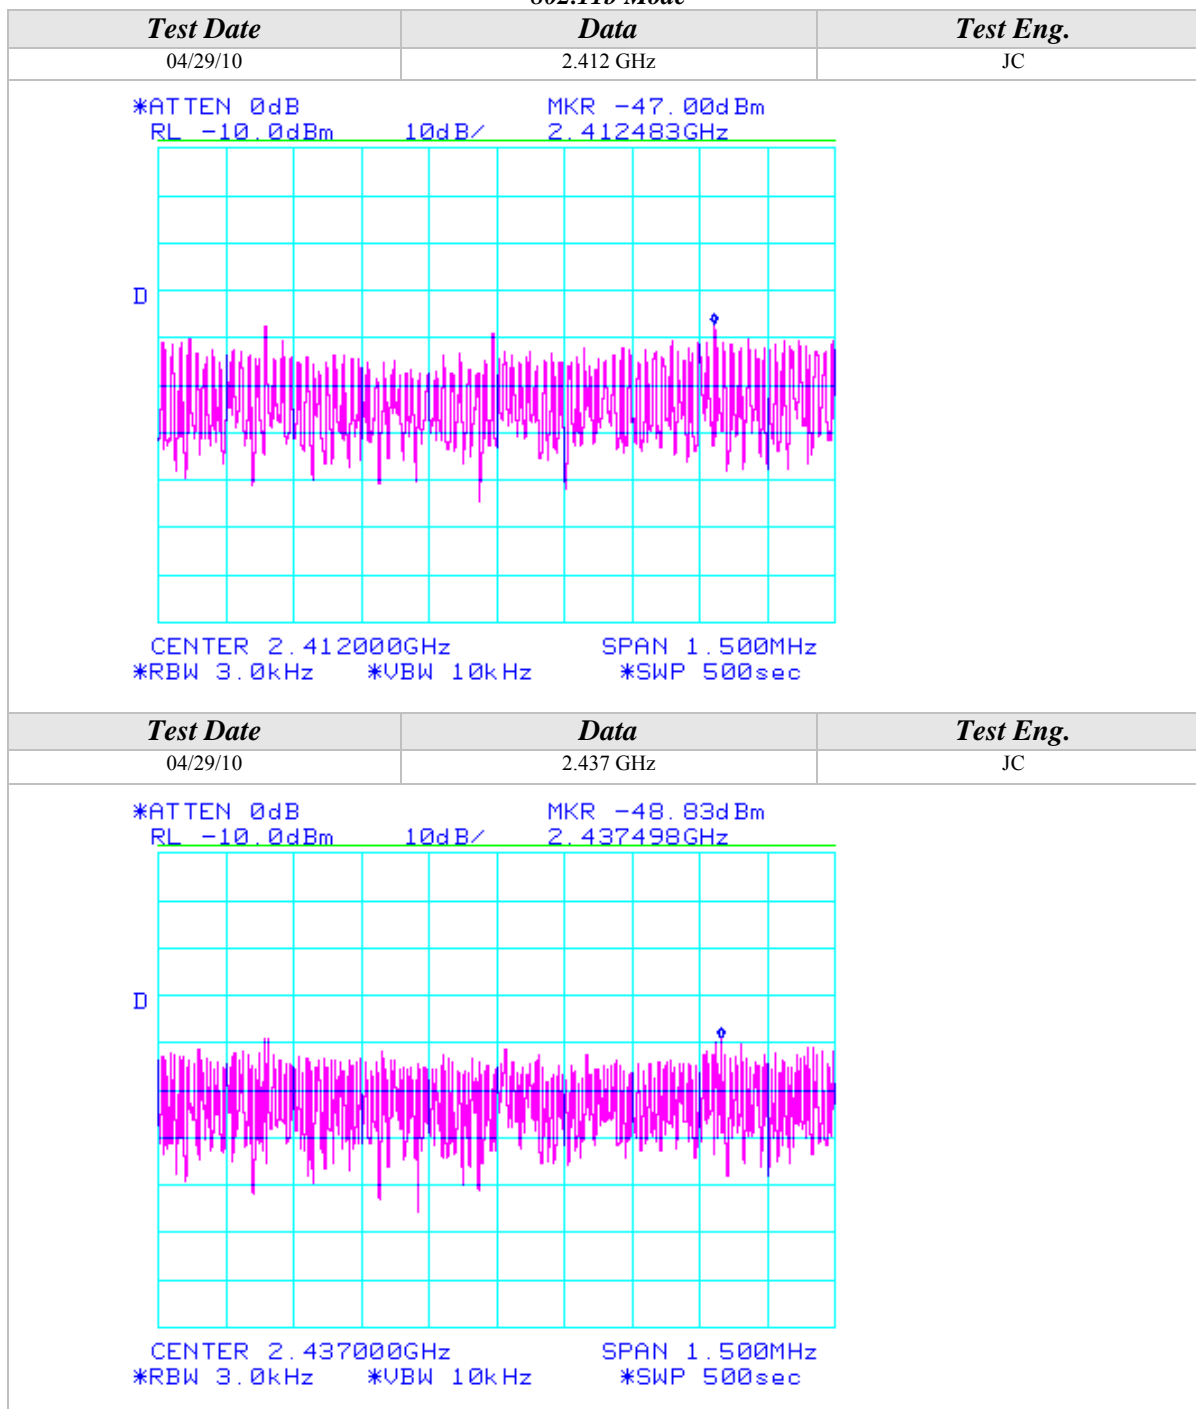 802.11b Mode
Test Date Data Test Eng.
04/29/10 2.412 GHz JC
*ATTEN 0dB MKR -47.00dBm
RL -10.0dBm 10dB/ 2.412483GHz
D
CENTER 2.412000GHz SPAN 1.500MHz
*RBW 3.0kHz *VBW 10kHz *SWP 500sec
Test Date Data Test Eng.
04/29/10 2.437 GHz JC
*ATTEN 0dB MKR -48.83dBm
RL -10.0dBm 10dB/ 2.437498GHz
D
CENTER 2.437000GHz SPAN 1.500MHz
*RBW 3.0kHz *VBW 10kHz *SWP 500sec